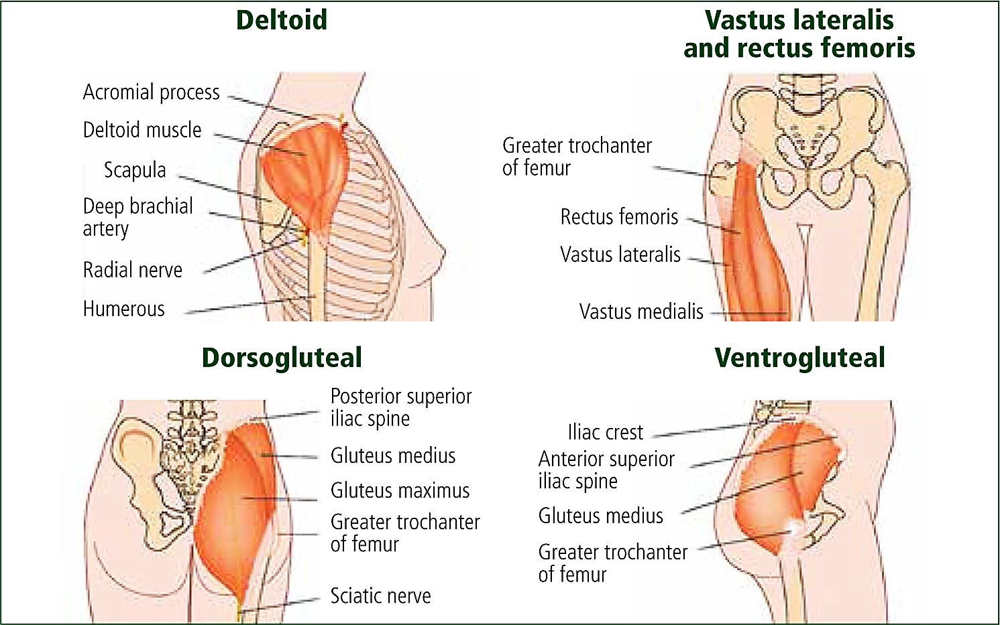 Deltoid
Acromial process
Deltoid muscle
Scapula
Deep brachial
artery
Radial nerve
Humerous
Vastus lateralis
and rectus femoris
Greater trochanter
of femur
Rectus femoris
Vastus lateralis
Vastus medialis
Dorsogluteal
Posterior superior
iliac spine
Gluteus medius
Gluteus maximus
Greater trochanter
of femur
Sciatic nerve
Ventrogluteal
Iliac crest
Anterior superior
iliac spine
Gluteus medius
Greater trochanter
of femur